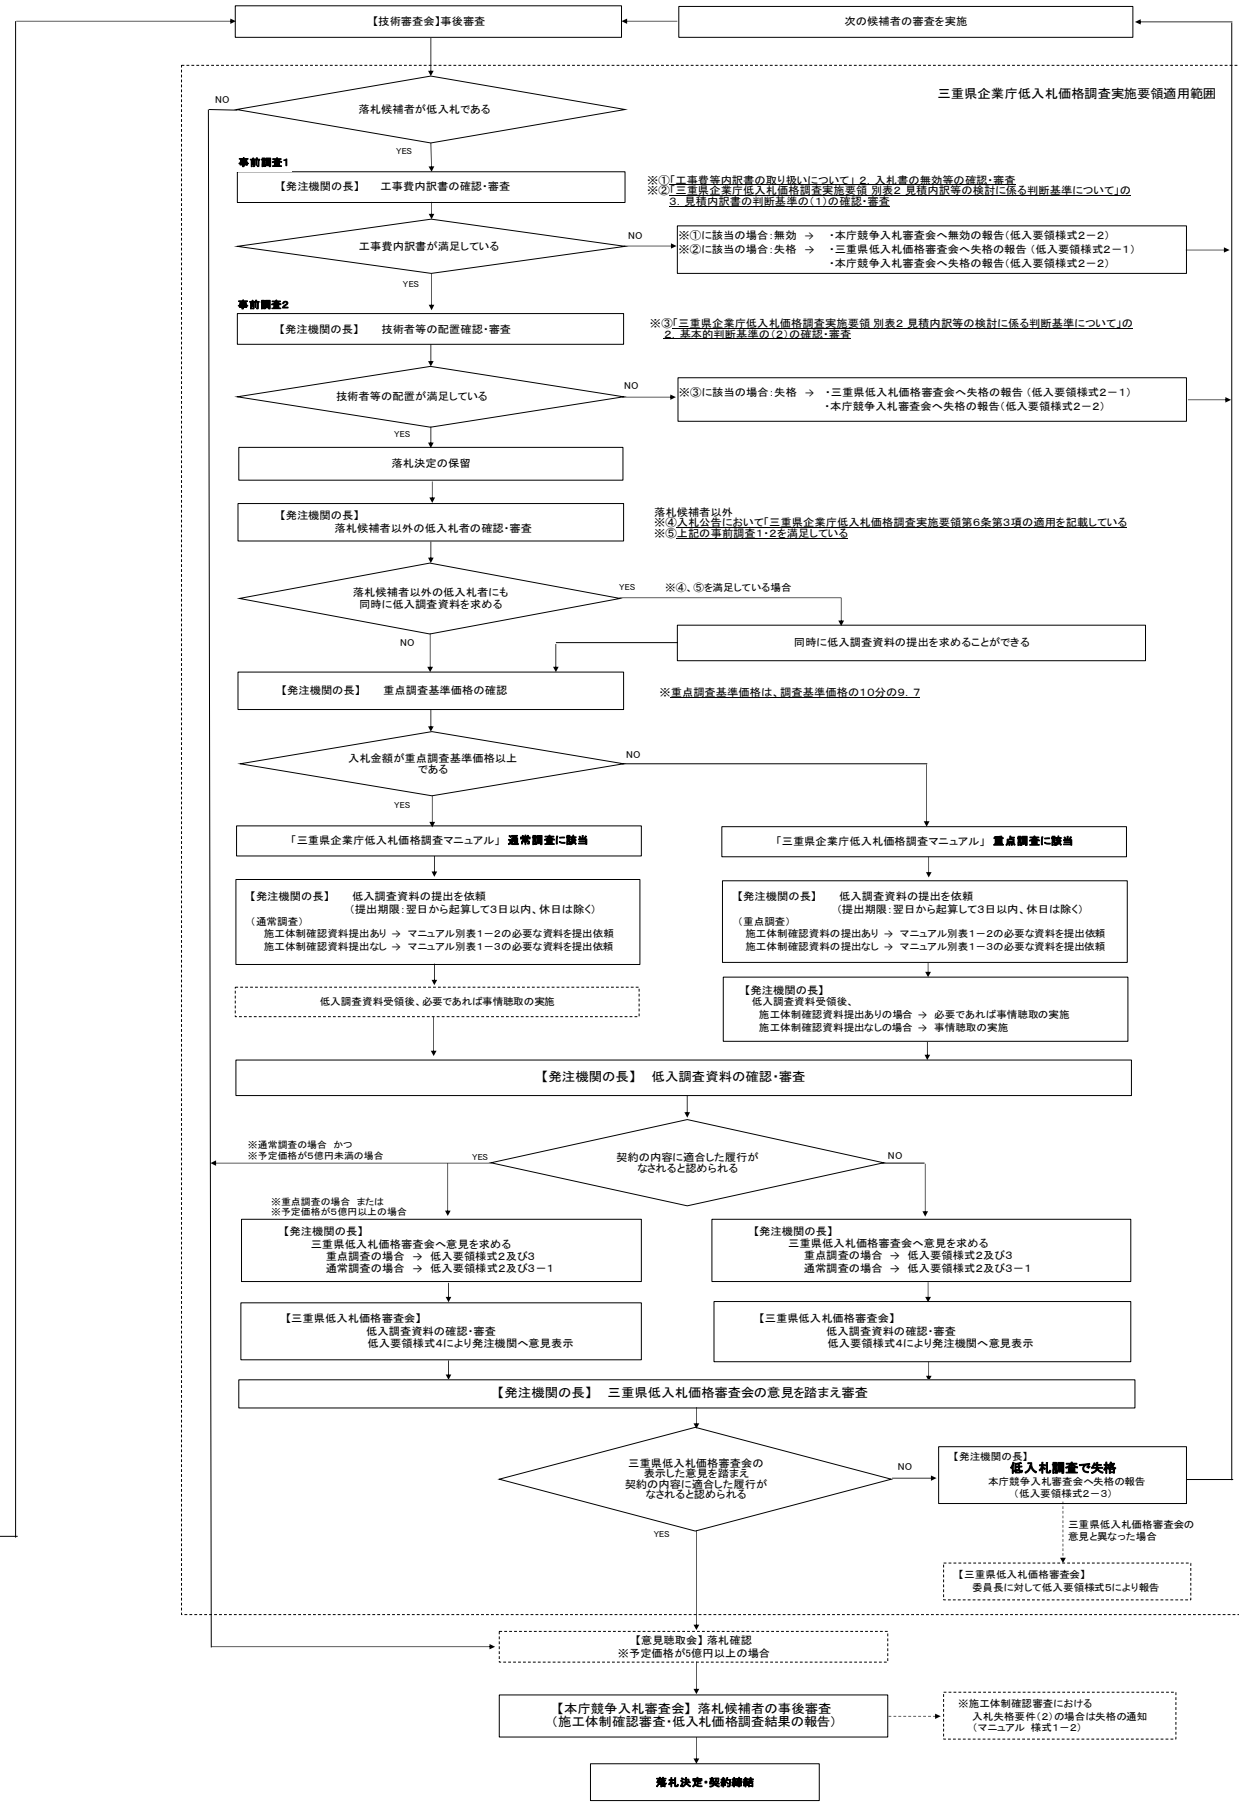 【技術審査会】事後審査
次の候補者の審査を実施
三重県企業庁低入札価格調査実施要領適用範囲
NO
落札候補者が低入札である
YES
事前調査1
【発注機関の長】 工事費内訳書の確認・審査
※①「工事費等内訳書の取り扱いについて」 2．入札書の無効等の確認・審査
※②「三重県企業庁低入札価格調査実施要領 別表2 見積内訳等の検討に係る判断基準について」の
3．見積内訳書の判断基準の(1)の確認・審査
工事費内訳書が満足している
NO
※①に該当の場合：無効 → ・本庁競争入札審査会へ無効の報告(低入要領様式2－2)
※②に該当の場合：失格 → ・三重県低入札価格審査会へ失格の報告 (低入要領様式2－1)
・本庁競争入札審査会へ失格の報告(低入要領様式2－2)
YES
事前調査2
【発注機関の長】 技術者等の配置確認・審査
※③「三重県企業庁低入札価格調査実施要領 別表2 見積内訳等の検討に係る判断基準について」の
2．基本的判断基準の(2)の確認・審査
技術者等の配置が満足している
NO
※③に該当の場合：失格 → ・三重県低入札価格審査会へ失格の報告 (低入要領様式2－1)
・本庁競争入札審査会へ失格の報告(低入要領様式2－2)
YES
落札決定の保留
【発注機関の長】
落札候補者以外の低入札者の確認・審査
落札候補者以外
※④入札公告において「三重県企業庁低入札価格調査実施要領第6条第3項の適用を記載している
※⑤上記の事前調査1・2を満足している
落札候補者以外の低入札者にも
同時に低入調査資料を求める
YES
※④、⑤を満足している場合
NO
同時に低入調査資料の提出を求めることができる
【発注機関の長】 重点調査基準価格の確認
※重点調査基準価格は、調査基準価格の10分の9．7
入札金額が重点調査基準価格以上
である
NO
YES
「三重県企業庁低入札価格調査マニュアル」 通常調査に該当
「三重県企業庁低入札価格調査マニュアル」 重点調査に該当
【発注機関の長】 低入調査資料の提出を依頼
(提出期限：翌日から起算して3日以内、休日は除く)
(通常調査)
施工体制確認資料提出あり → マニュアル別表1－2の必要な資料を提出依頼
施工体制確認資料提出なし → マニュアル別表1－3の必要な資料を提出依頼
【発注機関の長】 低入調査資料の提出を依頼
(提出期限：翌日から起算して3日以内、休日は除く)
(重点調査)
施工体制確認資料の提出あり → マニュアル別表1－2の必要な資料を提出依頼
施工体制確認資料の提出なし → マニュアル別表1－3の必要な資料を提出依頼
低入調査資料受領後、必要であれば事情聴取の実施
【発注機関の長】
低入調査資料受領後、
施工体制確認資料提出ありの場合 → 必要であれば事情聴取の実施
施工体制確認資料提出なしの場合 → 事情聴取の実施
【発注機関の長】 低入調査資料の確認・審査
※通常調査の場合 かつ
※予定価格が5億円未満の場合
YES
契約の内容に適合した履行が
なされると認められる
NO
※重点調査の場合 または
※予定価格が5億円以上の場合
【発注機関の長】
三重県低入札価格審査会へ意見を求める
重点調査の場合 → 低入要領様式2及び3
通常調査の場合 → 低入要領様式2及び3－1
【発注機関の長】
三重県低入札価格審査会へ意見を求める
重点調査の場合 → 低入要領様式2及び3
通常調査の場合 → 低入要領様式2及び3－1
【三重県低入札価格審査会】
低入調査資料の確認・審査
低入要領様式4により発注機関へ意見表示
【三重県低入札価格審査会】
低入調査資料の確認・審査
低入要領様式4により発注機関へ意見表示
【発注機関の長】 三重県低入札価格審査会の意見を踏まえ審査
三重県低入札価格審査会の
表示した意見を踏まえ
契約の内容に適合した履行が
なされると認められる
NO
【発注機関の長】
低入札調査で失格
本庁競争入札審査会へ失格の報告
(低入要領様式2－3)
YES
三重県低入札価格審査会の
意見と異なった場合
【三重県低入札価格審査会】
委員長に対して低入要領様式5により報告
【意見聴取会】 落札確認
※予定価格が5億円以上の場合
【本庁競争入札審査会】 落札候補者の事後審査
(施工体制確認審査・低入札価格調査結果の報告)
※施工体制確認審査における
入札失格要件(2)の場合は失格の通知
(マニュアル 様式1－2)
落札決定・契約締結